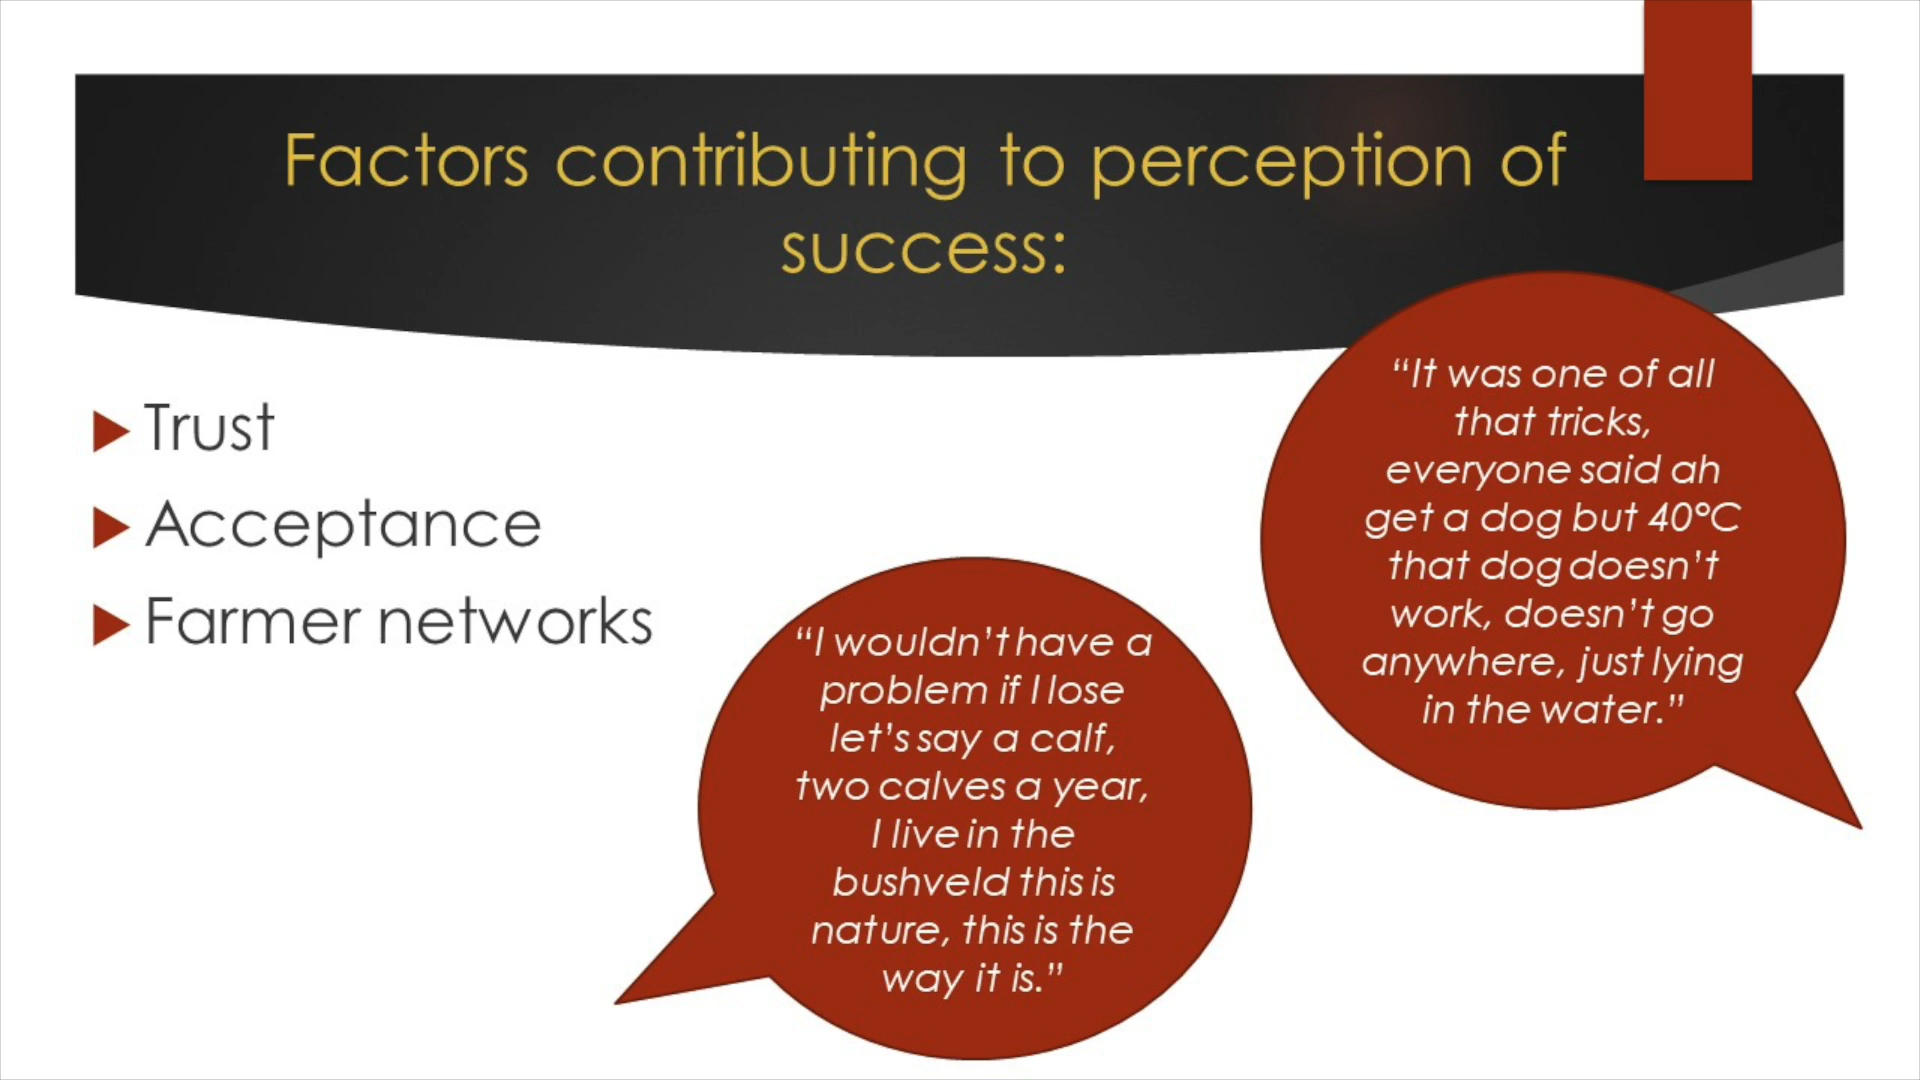 Factors contributing to perception of
success:
Trust
Acceptance
Farmer networks
“I wouldn’t have a
problem if I lose
let’s say a calf,
two calves a year,
I live in the
bushveld this is
nature, this is the
way it is.”
“It was one of all
that tricks,
everyone said ah
get a dog but 40°C
that dog doesn’t
work, doesn’t go
anywhere, just lying
in the water.”